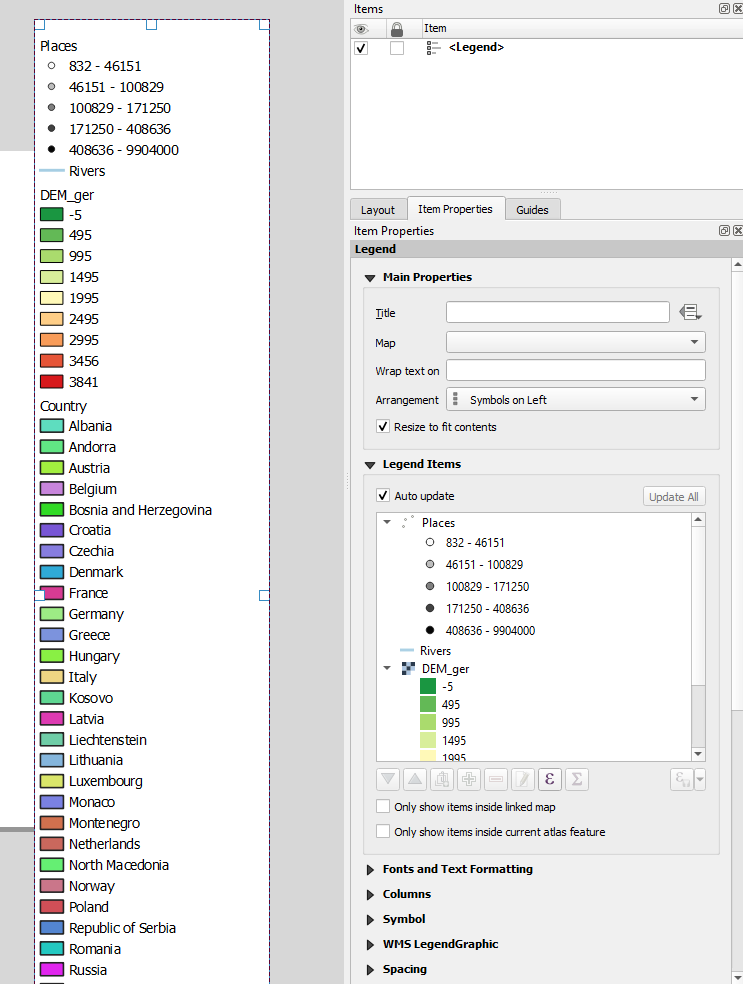 Places
832 - 46151
46151 - 100829
100829 - 171250
171250 - 408636
408636 - 9904000
Rivers
DEM_ger
-5
495
995
1495
1995
2495
2995
3456
3841
Country
Albania
Andorra
Austria
Belgium
Bosnia and Herzegovina
Croatia
Czechia
Denmark
France
Germany
Greece
Hungary
Italy
Kosovo
Latvia
Liechtenstein
Lithuania
Luxembourg
Monaco
Montenegro
Netherlands
North Macedonia
Norway
Poland
Republic of Serbia
Romania
Russia
Items
Item
<Legend>
Layout Item Properties Guides
Item Properties
Legend
Main Properties
Title
Map
Wrap text on
Arrangement Symbols on Left
Resize to fit contents
Legend Items
Auto update Update All
Places
832 - 46151
46151 - 100829
100829 - 171250
171250 - 408636
408636 - 9904000
Rivers
DEM_ger
-5
495
995
1495
1995
ε Σ ε
Only show items inside linked map
Only show items inside current atlas feature
Fonts and Text Formatting
Columns
Symbol
WMS LegendGraphic
Spacing